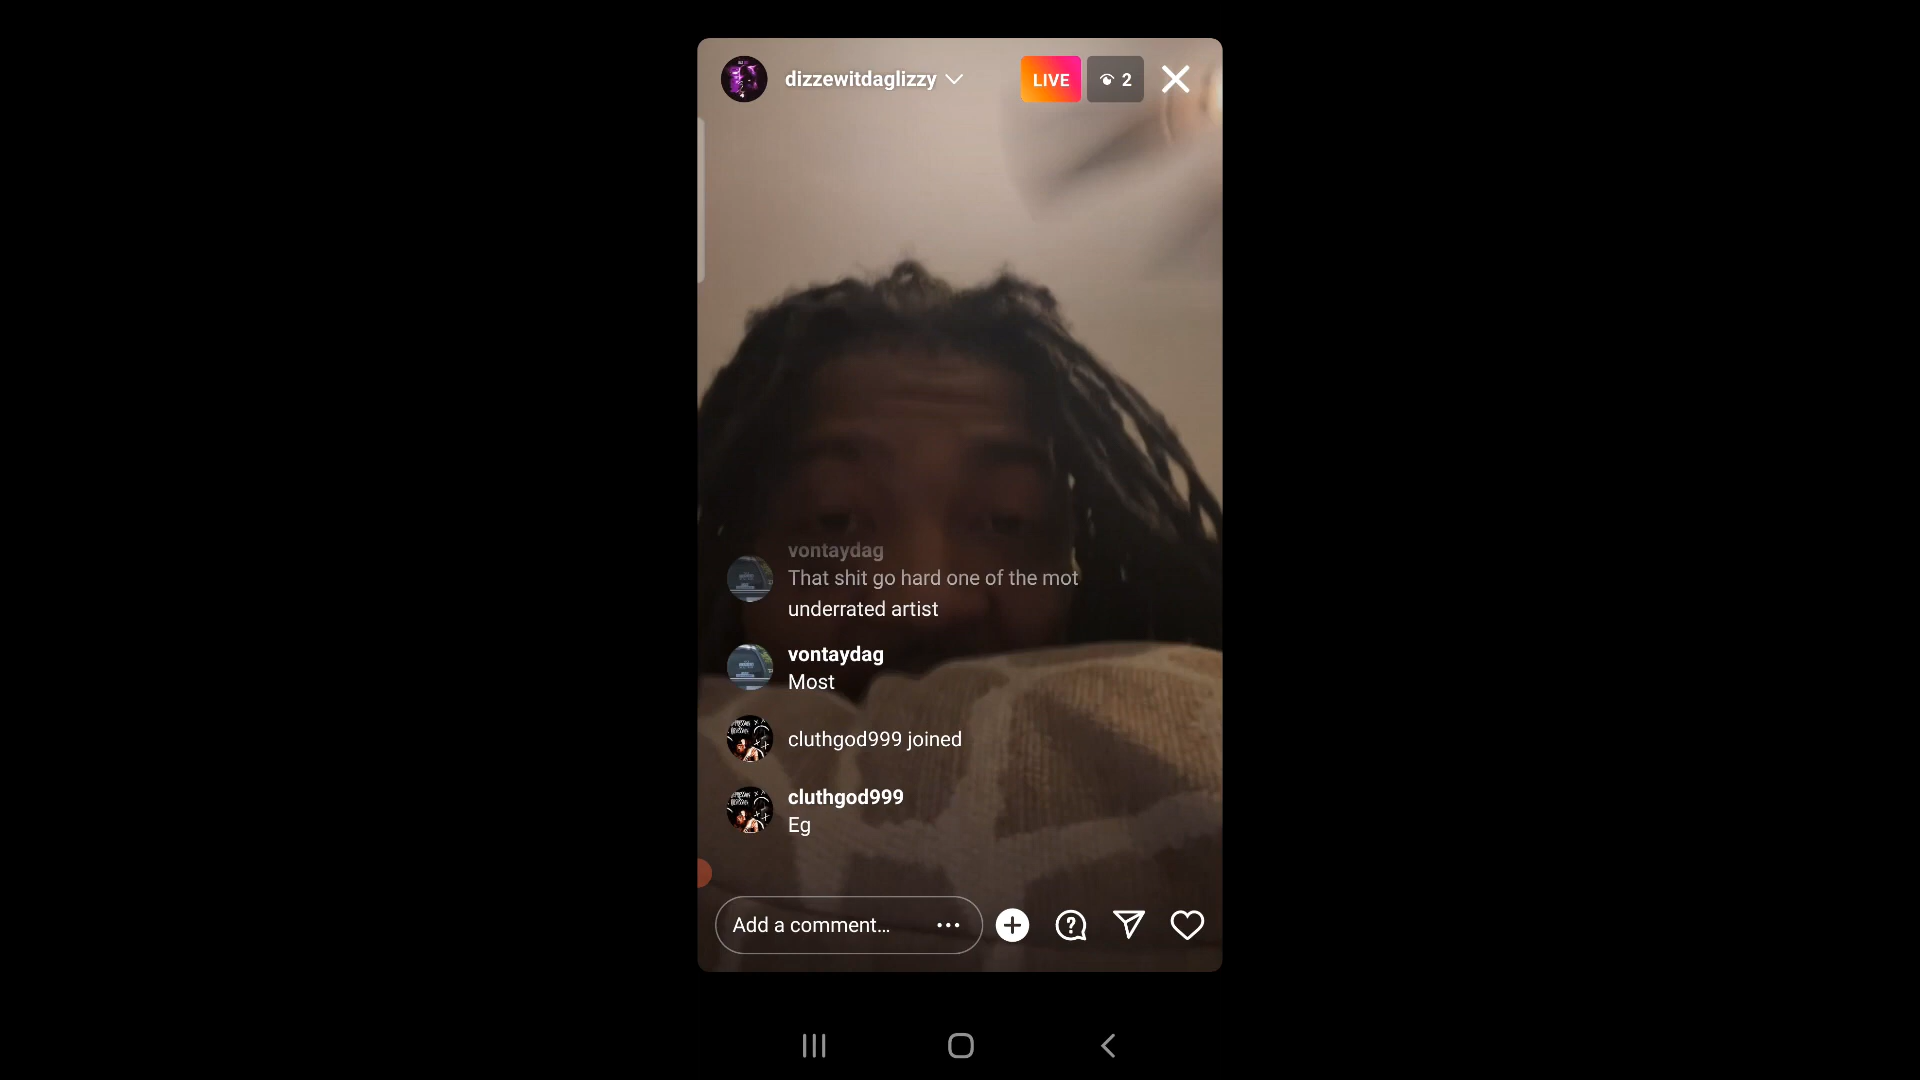 dizzewitdaglizzy
LIVE
2
vontaydag
That shit go hard one of the mot
underrated artist
vontaydag
Most
cluthgod999 joined
cluthgod999
Eg
Add a comment...